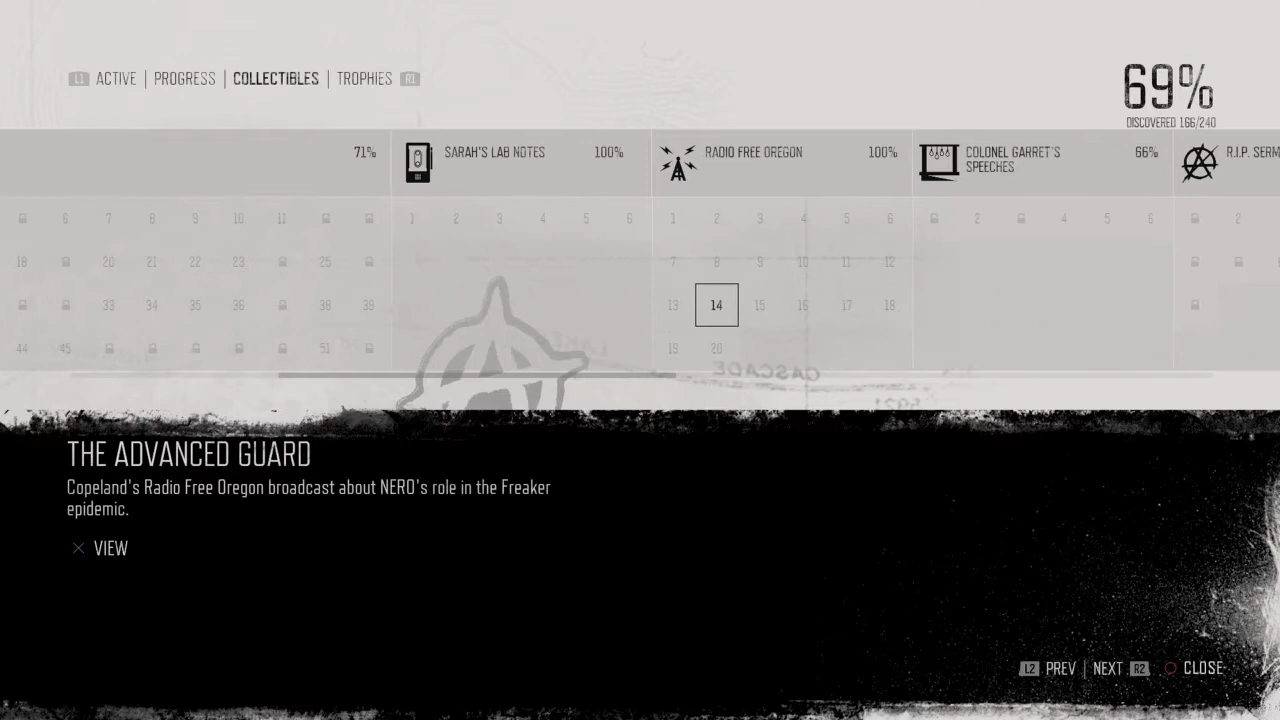 L1 ACTIVE | PROGRESS | COLLECTIBLES | TROPHIES R1
69%
DISCOVERED 166/240
71% SARAH'S LAB NOTES 100% RADIO FREE OREGON 100% COLONEL GARRET'S 66% R.I.P. SERM
SPEECHES
6 7 8 9 10 11 1 2 3 4 5 6 1 2 3 4 5 6 2 4 5 6 2
18 20 21 22 23 25 7 8 9 10 11 12
33 34 35 36 38 39 13 14 15 16 17 18
44 45 51 19 20
CASCADE
THE ADVANCED GUARD
Copeland's Radio Free Oregon broadcast about NERO's role in the Freaker
epidemic.
VIEW
L2 PREV | NEXT R2 CLOSE